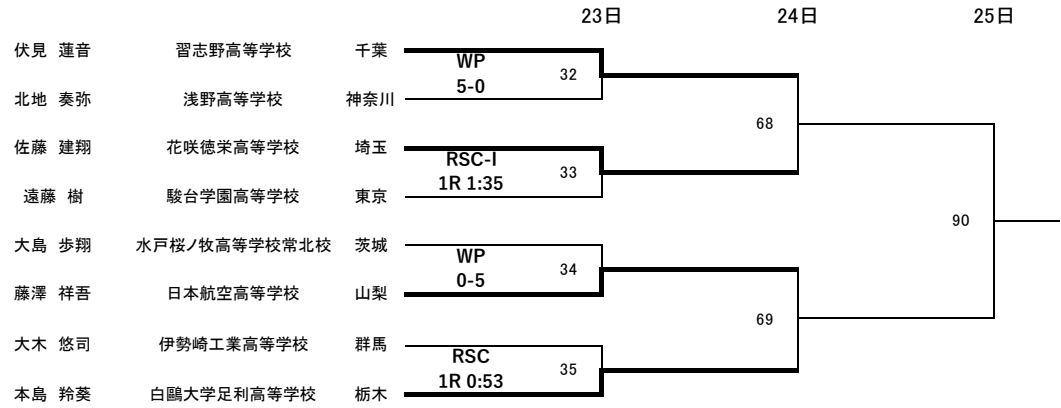 23日 24日 25日
伏見 蓮音 習志野高等学校 千葉
WP
5-0
32
北地 奏弥 浅野高等学校 神奈川
68
佐藤 建翔 花咲徳栄高等学校 埼玉
RSC-I
1R 1:35
33
遠藤 樹 駿台学園高等学校 東京
90
大島 歩翔 水戸桜ノ牧高等学校常北校 茨城
WP
0-5
34
藤澤 祥吾 日本航空高等学校 山梨
69
大木 悠司 伊勢崎工業高等学校 群馬
RSC
1R 0:53
35
本島 羚葵 白鷗大学足利高等学校 栃木